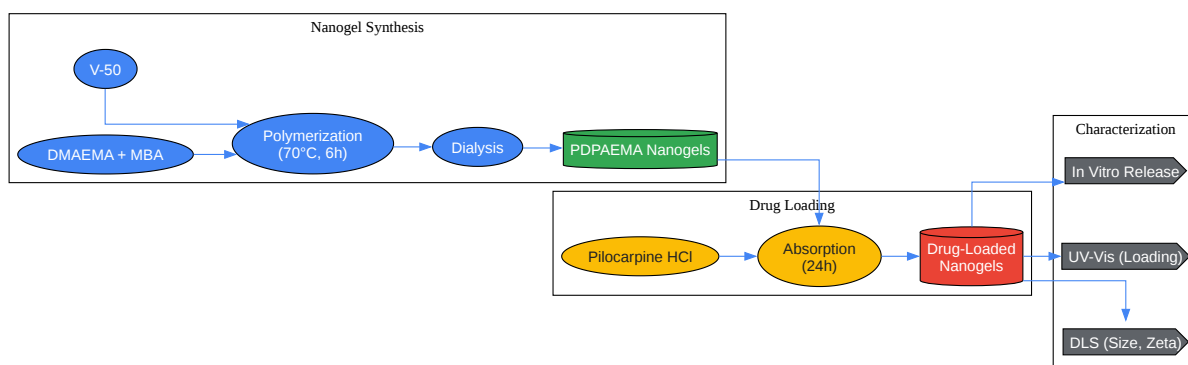 Nanogel Synthesis
V-50
DMAEMA + MBA
Polymerization
(70°C, 6h)
Dialysis
PDPAEMA Nanogels
Drug Loading
Pilocarpine HCl
Absorption
(24h)
Drug-Loaded
Nanogels
Characterization
In Vitro Release
UV-Vis (Loading)
DLS (Size, Zeta)